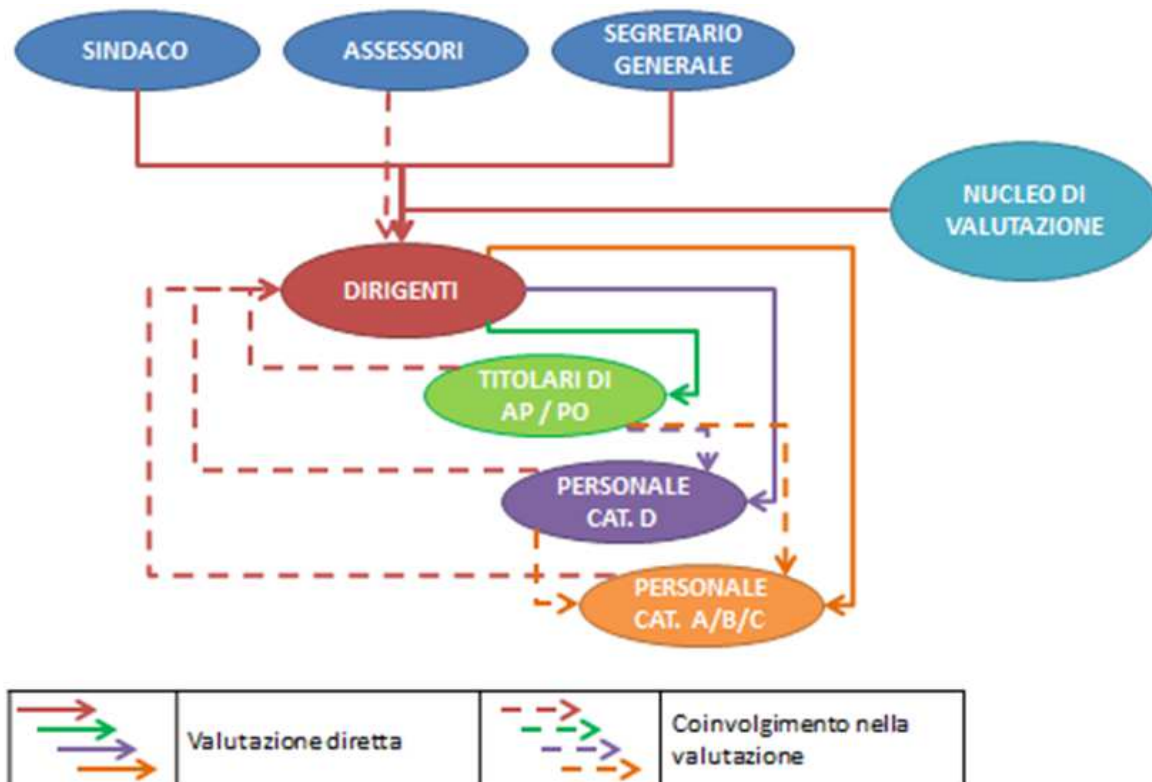 SINDACO
ASSESSORI
SEGRETARIO
GENERALE
NUCLEO DI
VALUTAZIONE
DIRIGENTI
TITOLARI DI
AP / PO
PERSONALE
CAT. D
PERSONALE
CAT. A/B/C
Valutazione diretta
Coinvolgimento nella
valutazione